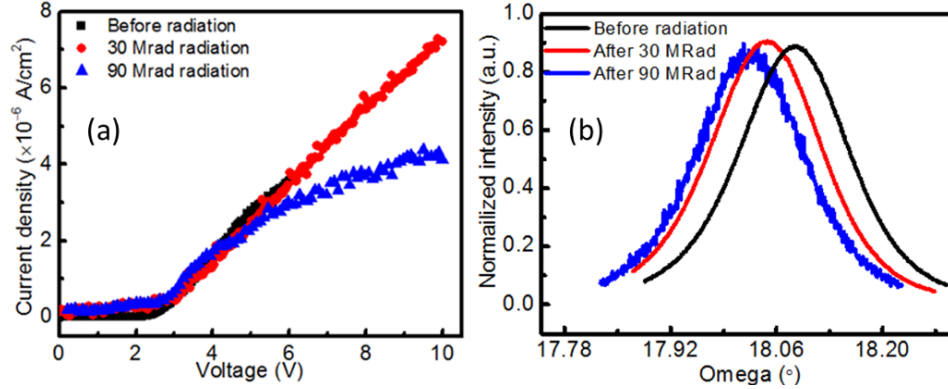 (a)
Before radiation
30 Mrad radiation
90 Mrad radiation
Current density (×10⁻⁶ A/cm²)
8
6
4
2
0
0 2 4 6 8 10
Voltage (V)
(b)
Before radiation
After 30 MRad
After 90 MRad
Normailized intensity (a.u.)
1.0
0.8
0.6
0.4
0.2
0.0
17.78 17.92 18.06 18.20
Omega (°)